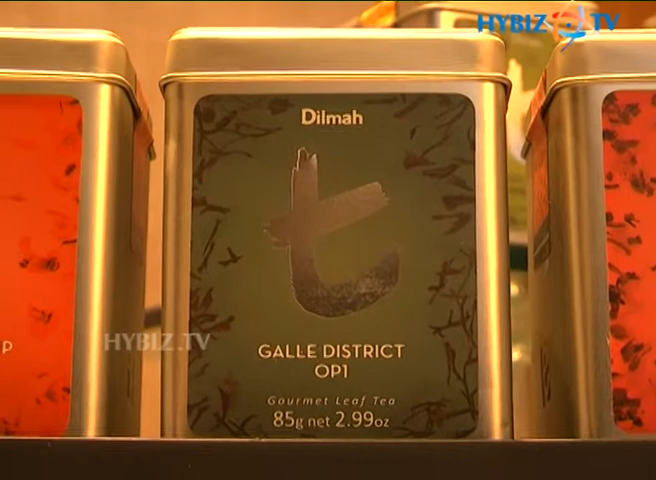 HYBIZ TV
Dilmah
t
HYBIZ.TV
P
GALLE DISTRICT
OP1
Gourmet Leaf Tea
85g net 2.99oz